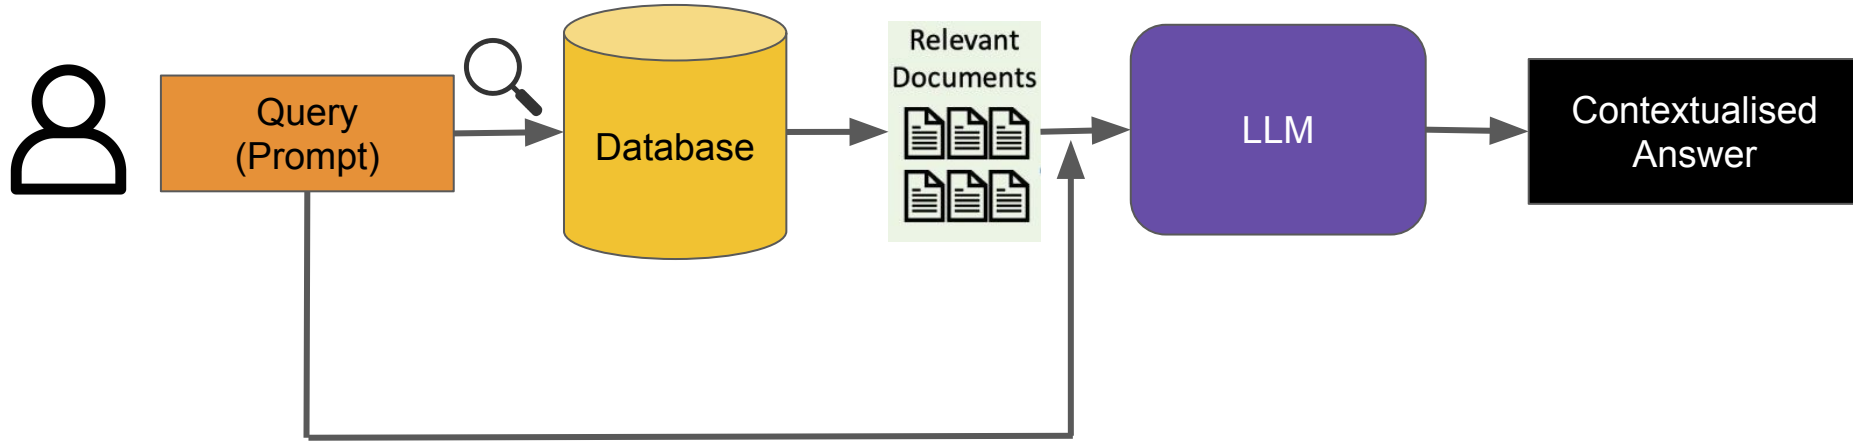 Query
(Prompt)
Database
Relevant
Documents
LLM
Contextualised
Answer